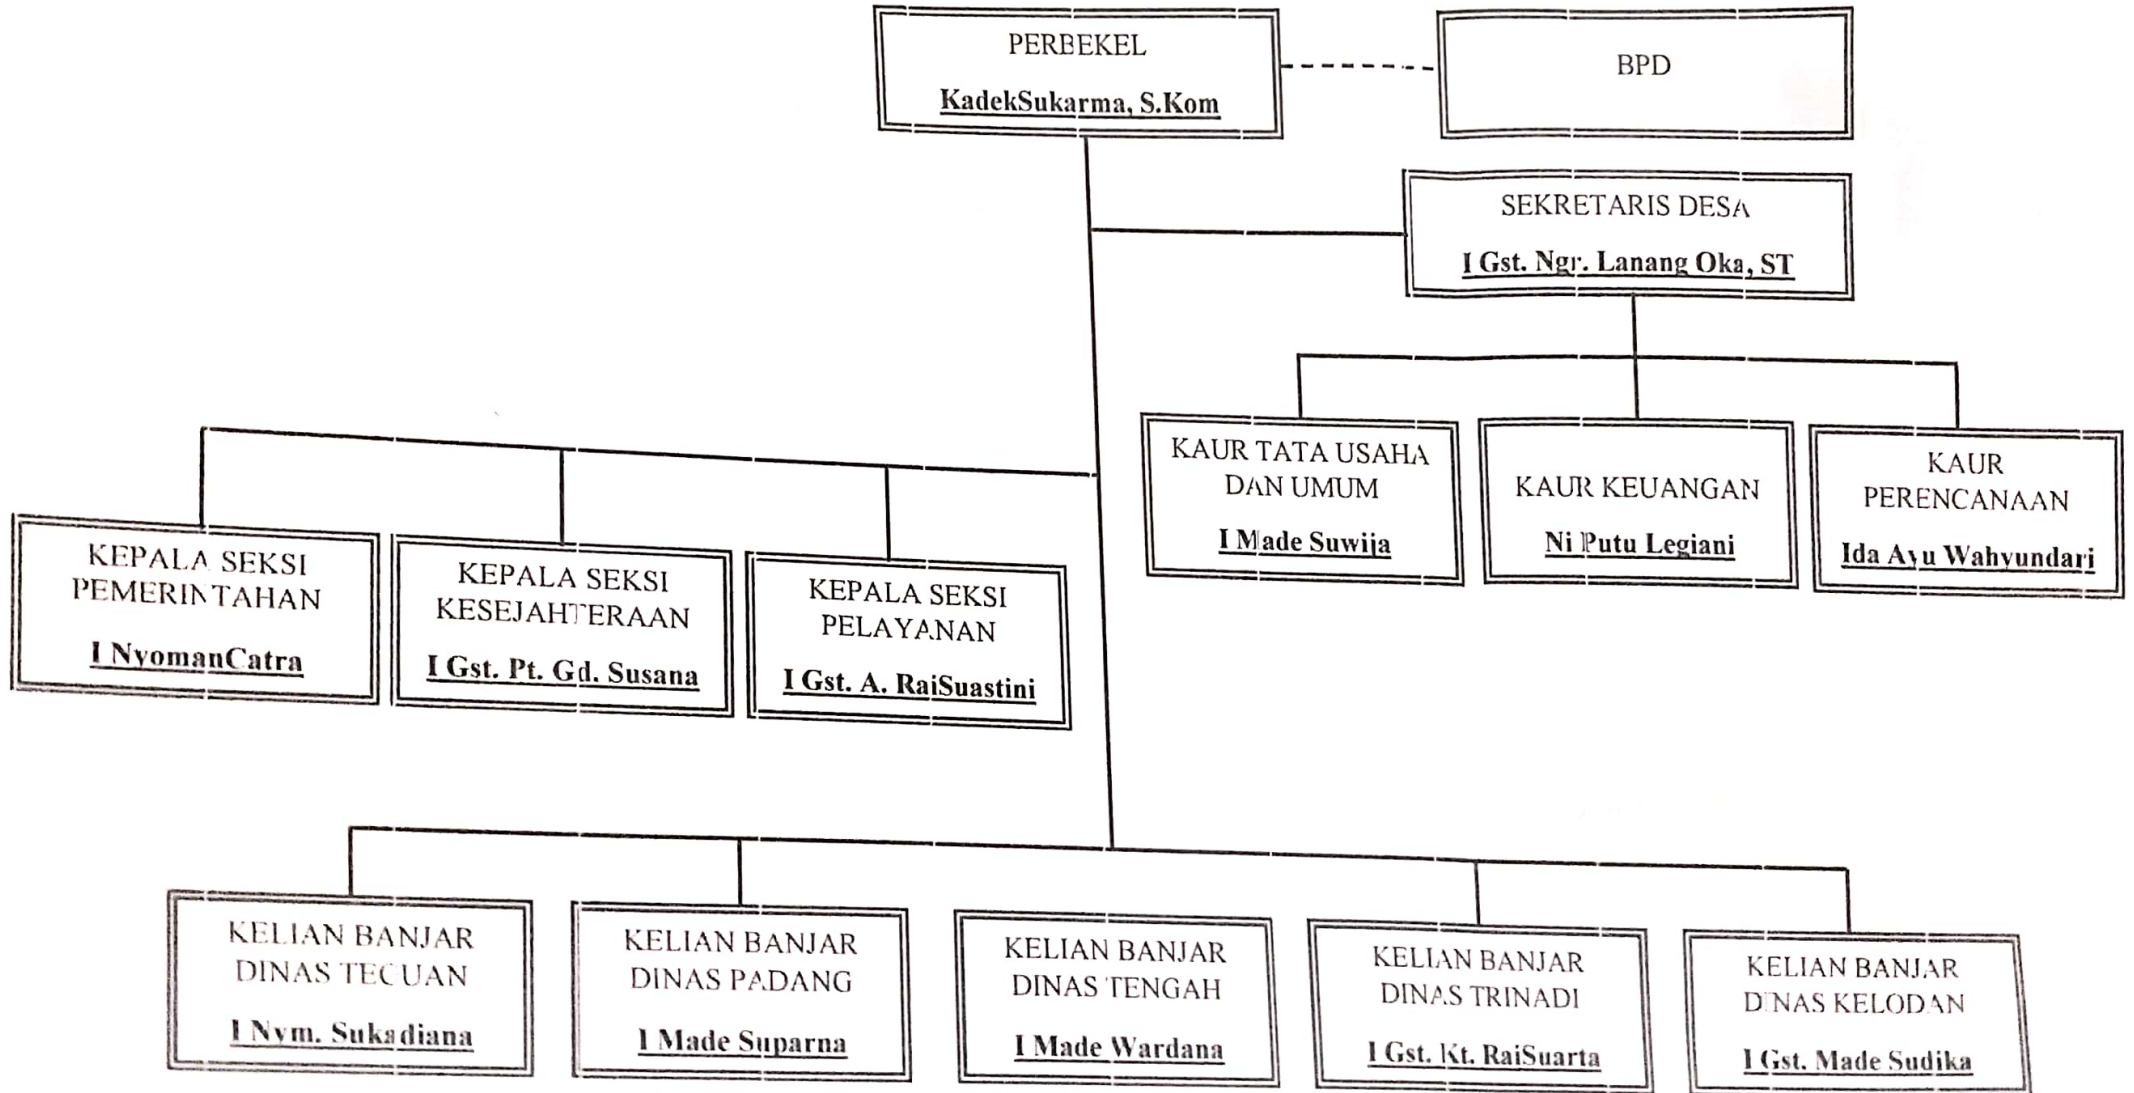 PERBEKEL
KadekSukarma, S.Kom
BPD
SEKRETARIS DESA
I Gst. Ngr. Lanang Oka, ST
KAUR TATA USAHA
DAN UMUM
I Made Suwija
KAUR KEUANGAN
Ni Putu Legiani
KAUR
PERENCANAAN
Ida Ayu Wahyundari
KEPALA SEKSI
PEMERINTAHAN
I NyomanCatra
KEPALA SEKSI
KESEJAHTERAAN
I Gst. Pt. Gd. Susana
KEPALA SEKSI
PELAYANAN
I Gst. A. RaiSuastini
KELIAN BANJAR
DINAS TECUAN
I Nym. Sukadiana
KELIAN BANJAR
DINAS PADANG
I Made Suparna
KELIAN BANJAR
DINAS TENGAH
I Made Wardana
KELIAN BANJAR
DINAS TRINADI
I Gst. Kt. RaiSuarta
KELIAN BANJAR
DINAS KELODAN
I Gst. Made Sudika